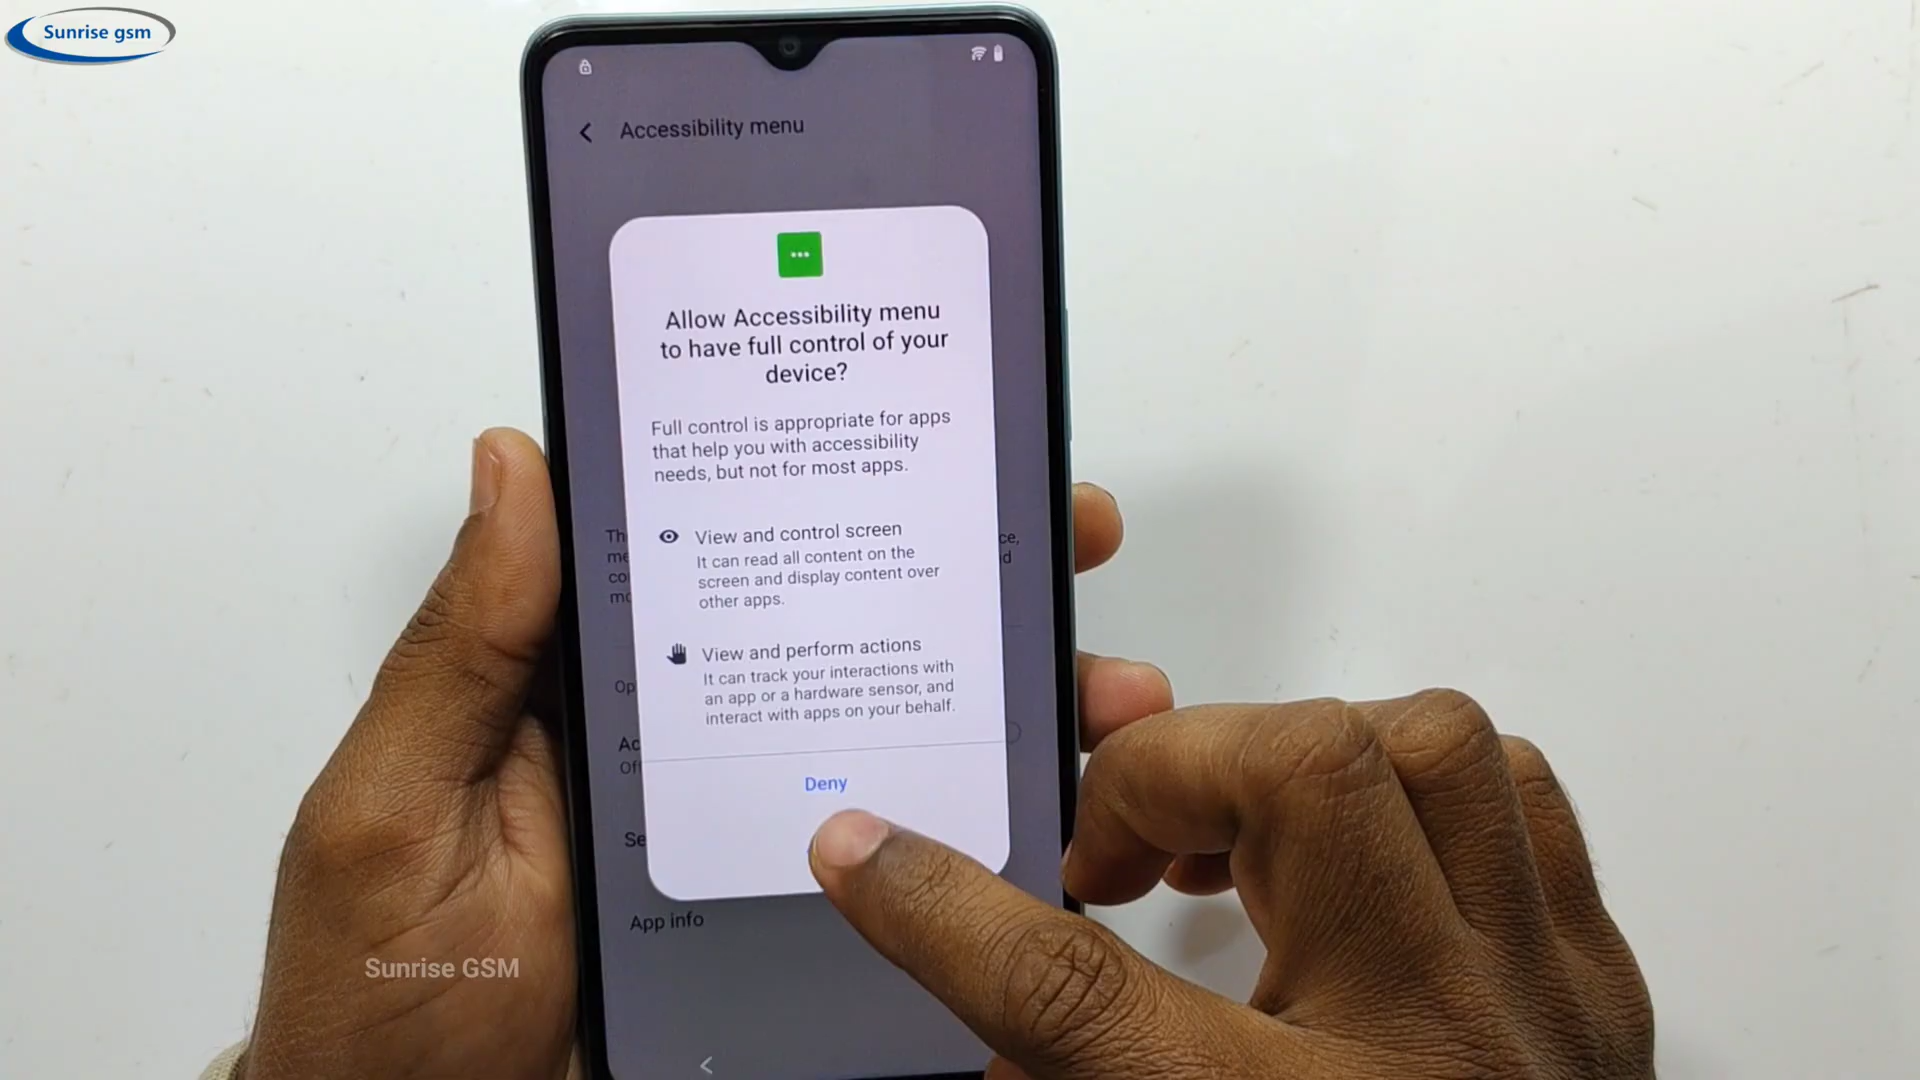 Sunrise gsm
Accessibility menu
Allow Accessibility menu
to have full control of your
device?
Full control is appropriate for apps
that help you with accessibility
needs, but not for most apps.
View and control screen
It can read all content on the
screen and display content over
other apps.
View and perform actions
It can track your interactions with
an app or a hardware sensor, and
interact with apps on your behalf.
Deny
App info
Sunrise GSM